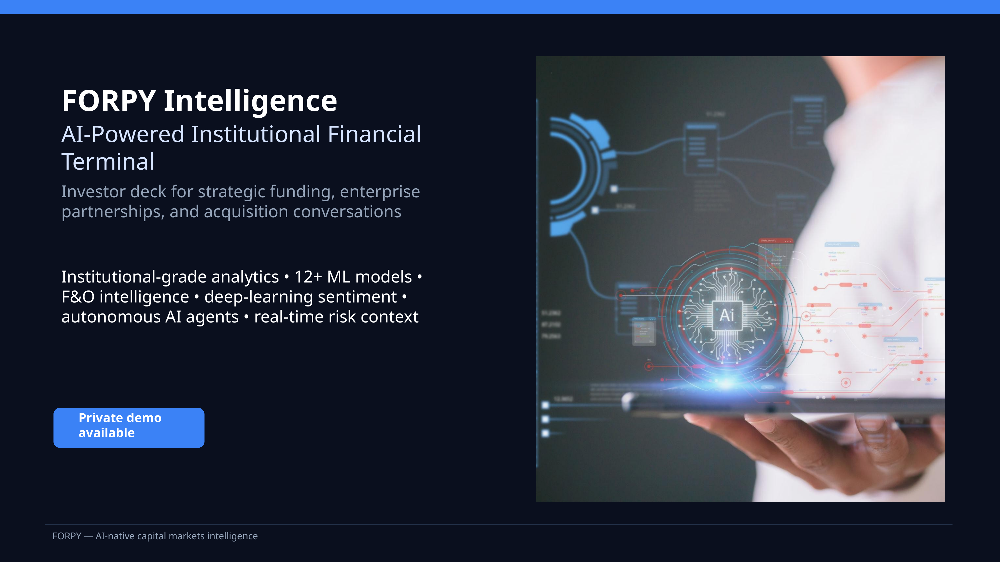 FORPY Intelligence
AI-Powered Institutional Financial
Terminal
Investor deck for strategic funding, enterprise
partnerships, and acquisition conversations
Institutional-grade analytics • 12+ ML models •
F&O intelligence • deep-learning sentiment •
autonomous AI agents • real-time risk context
Private demo
available
Ai
FORPY — AI-native capital markets intelligence